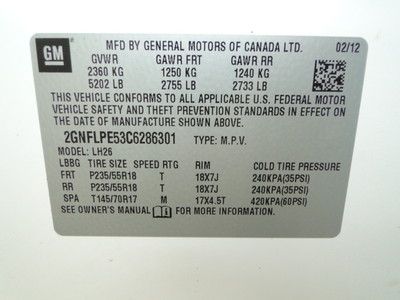 GM
MFD BY GENERAL MOTORS OF CANADA LTD. 02/12
GVWR GAWR FRT GAWR RR
2360 KG 1250 KG 1240 KG
5202 LB 2755 LB 2733 LB
THIS VEHICLE CONFORMS TO ALL APPLICABLE U.S. FEDERAL MOTOR
VEHICLE SAFETY AND THEFT PREVENTION STANDARDS IN EFFECT
ON THE DATE OF MANUFACTURE SHOWN ABOVE.
2GNFLPE53C6286301 TYPE: M.P.V.
MODEL: LH26
LBBG TIRE SIZE SPEED RTG RIM COLD TIRE PRESSURE
FRT P235/55R18 T 18X7J 240KPA(35PSI)
RR P235/55R18 T 18X7J 240KPA(35PSI)
SPA T145/70R17 M 17X4.5T 420KPA(60PSI)
SEE OWNER'S MANUAL FOR MORE INFORMATION